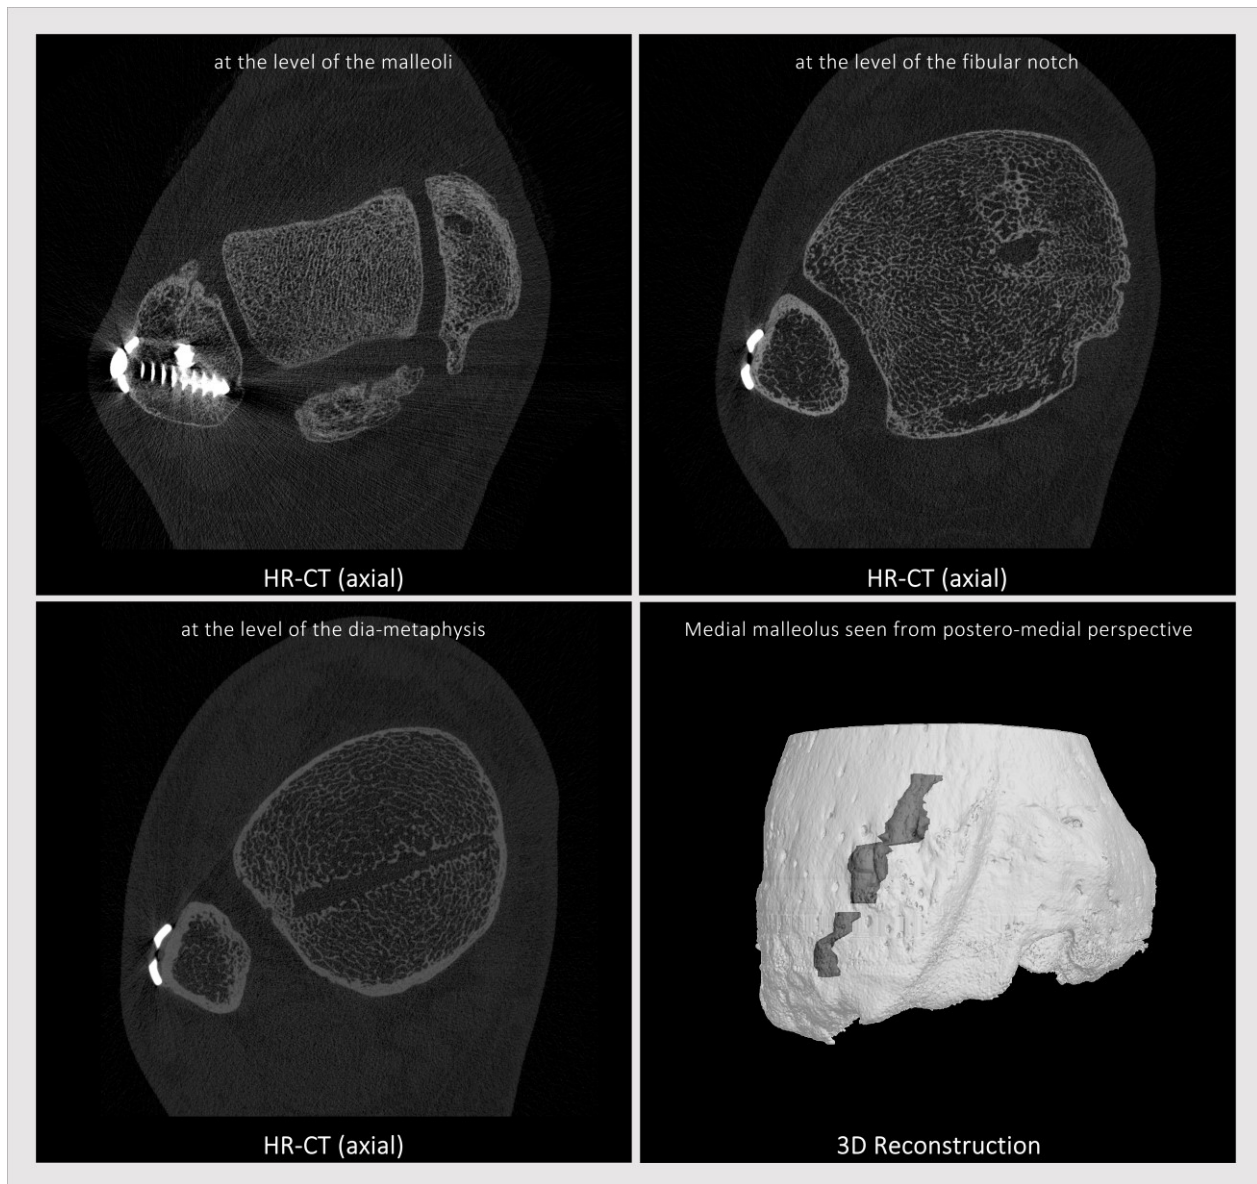 at the level of the malleoli
HR-CT (axial)
at the level of the fibular notch
HR-CT (axial)
at the level of the dia-metaphysis
HR-CT (axial)
Medial malleolus seen from postero-medial perspective
3D Reconstruction